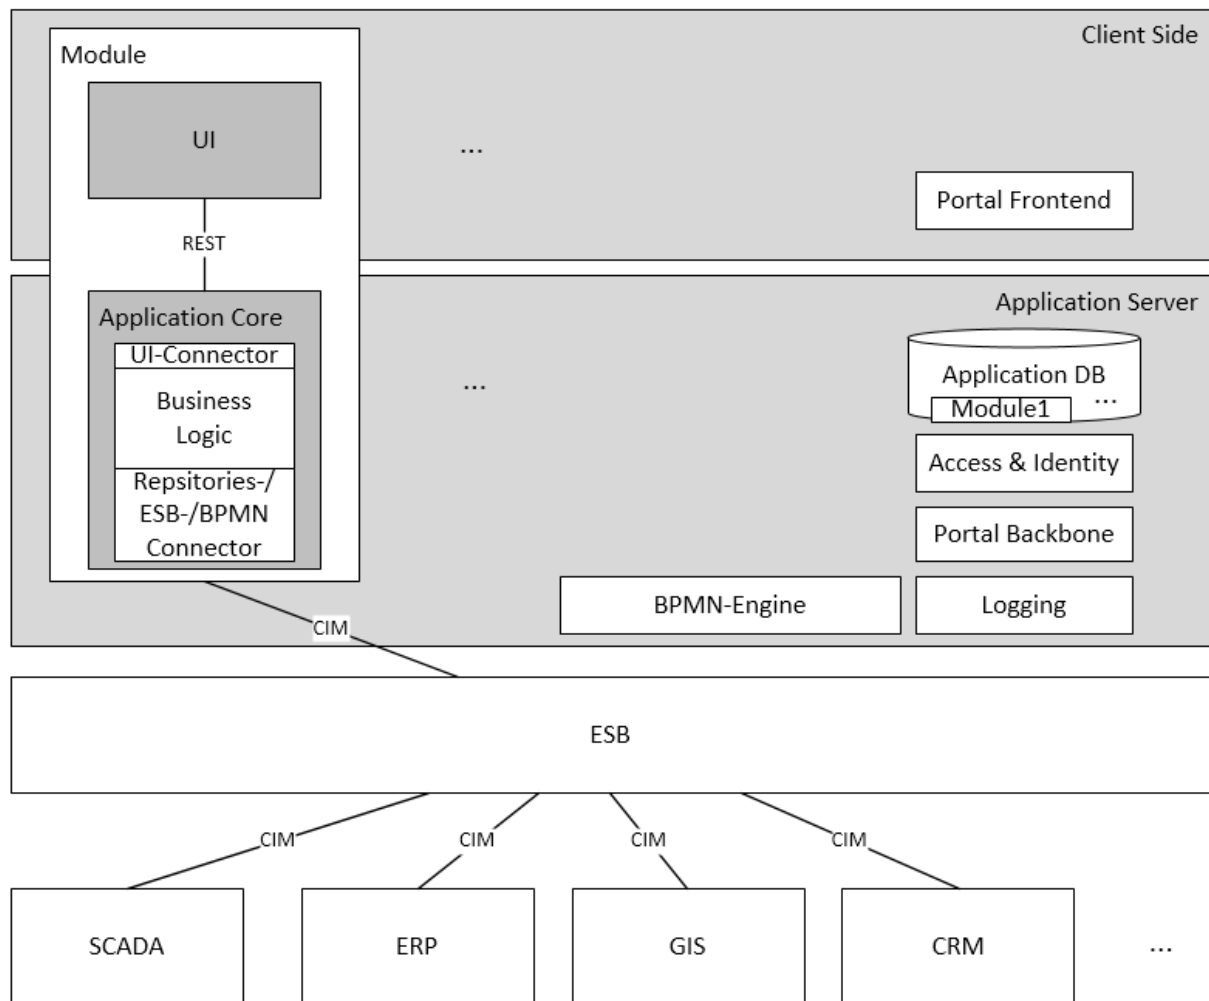 Client Side
Module
UI
...
Portal Frontend
REST
Application Server
Application Core
UI-Connector
Business
Logic
Repsitories-/
ESB-/BPMN
Connector
...
Application DB
Module1
...
Access & Identity
Portal Backbone
BPMN-Engine
Logging
CIM
ESB
CIM
CIM
CIM
CIM
SCADA
ERP
GIS
CRM
...